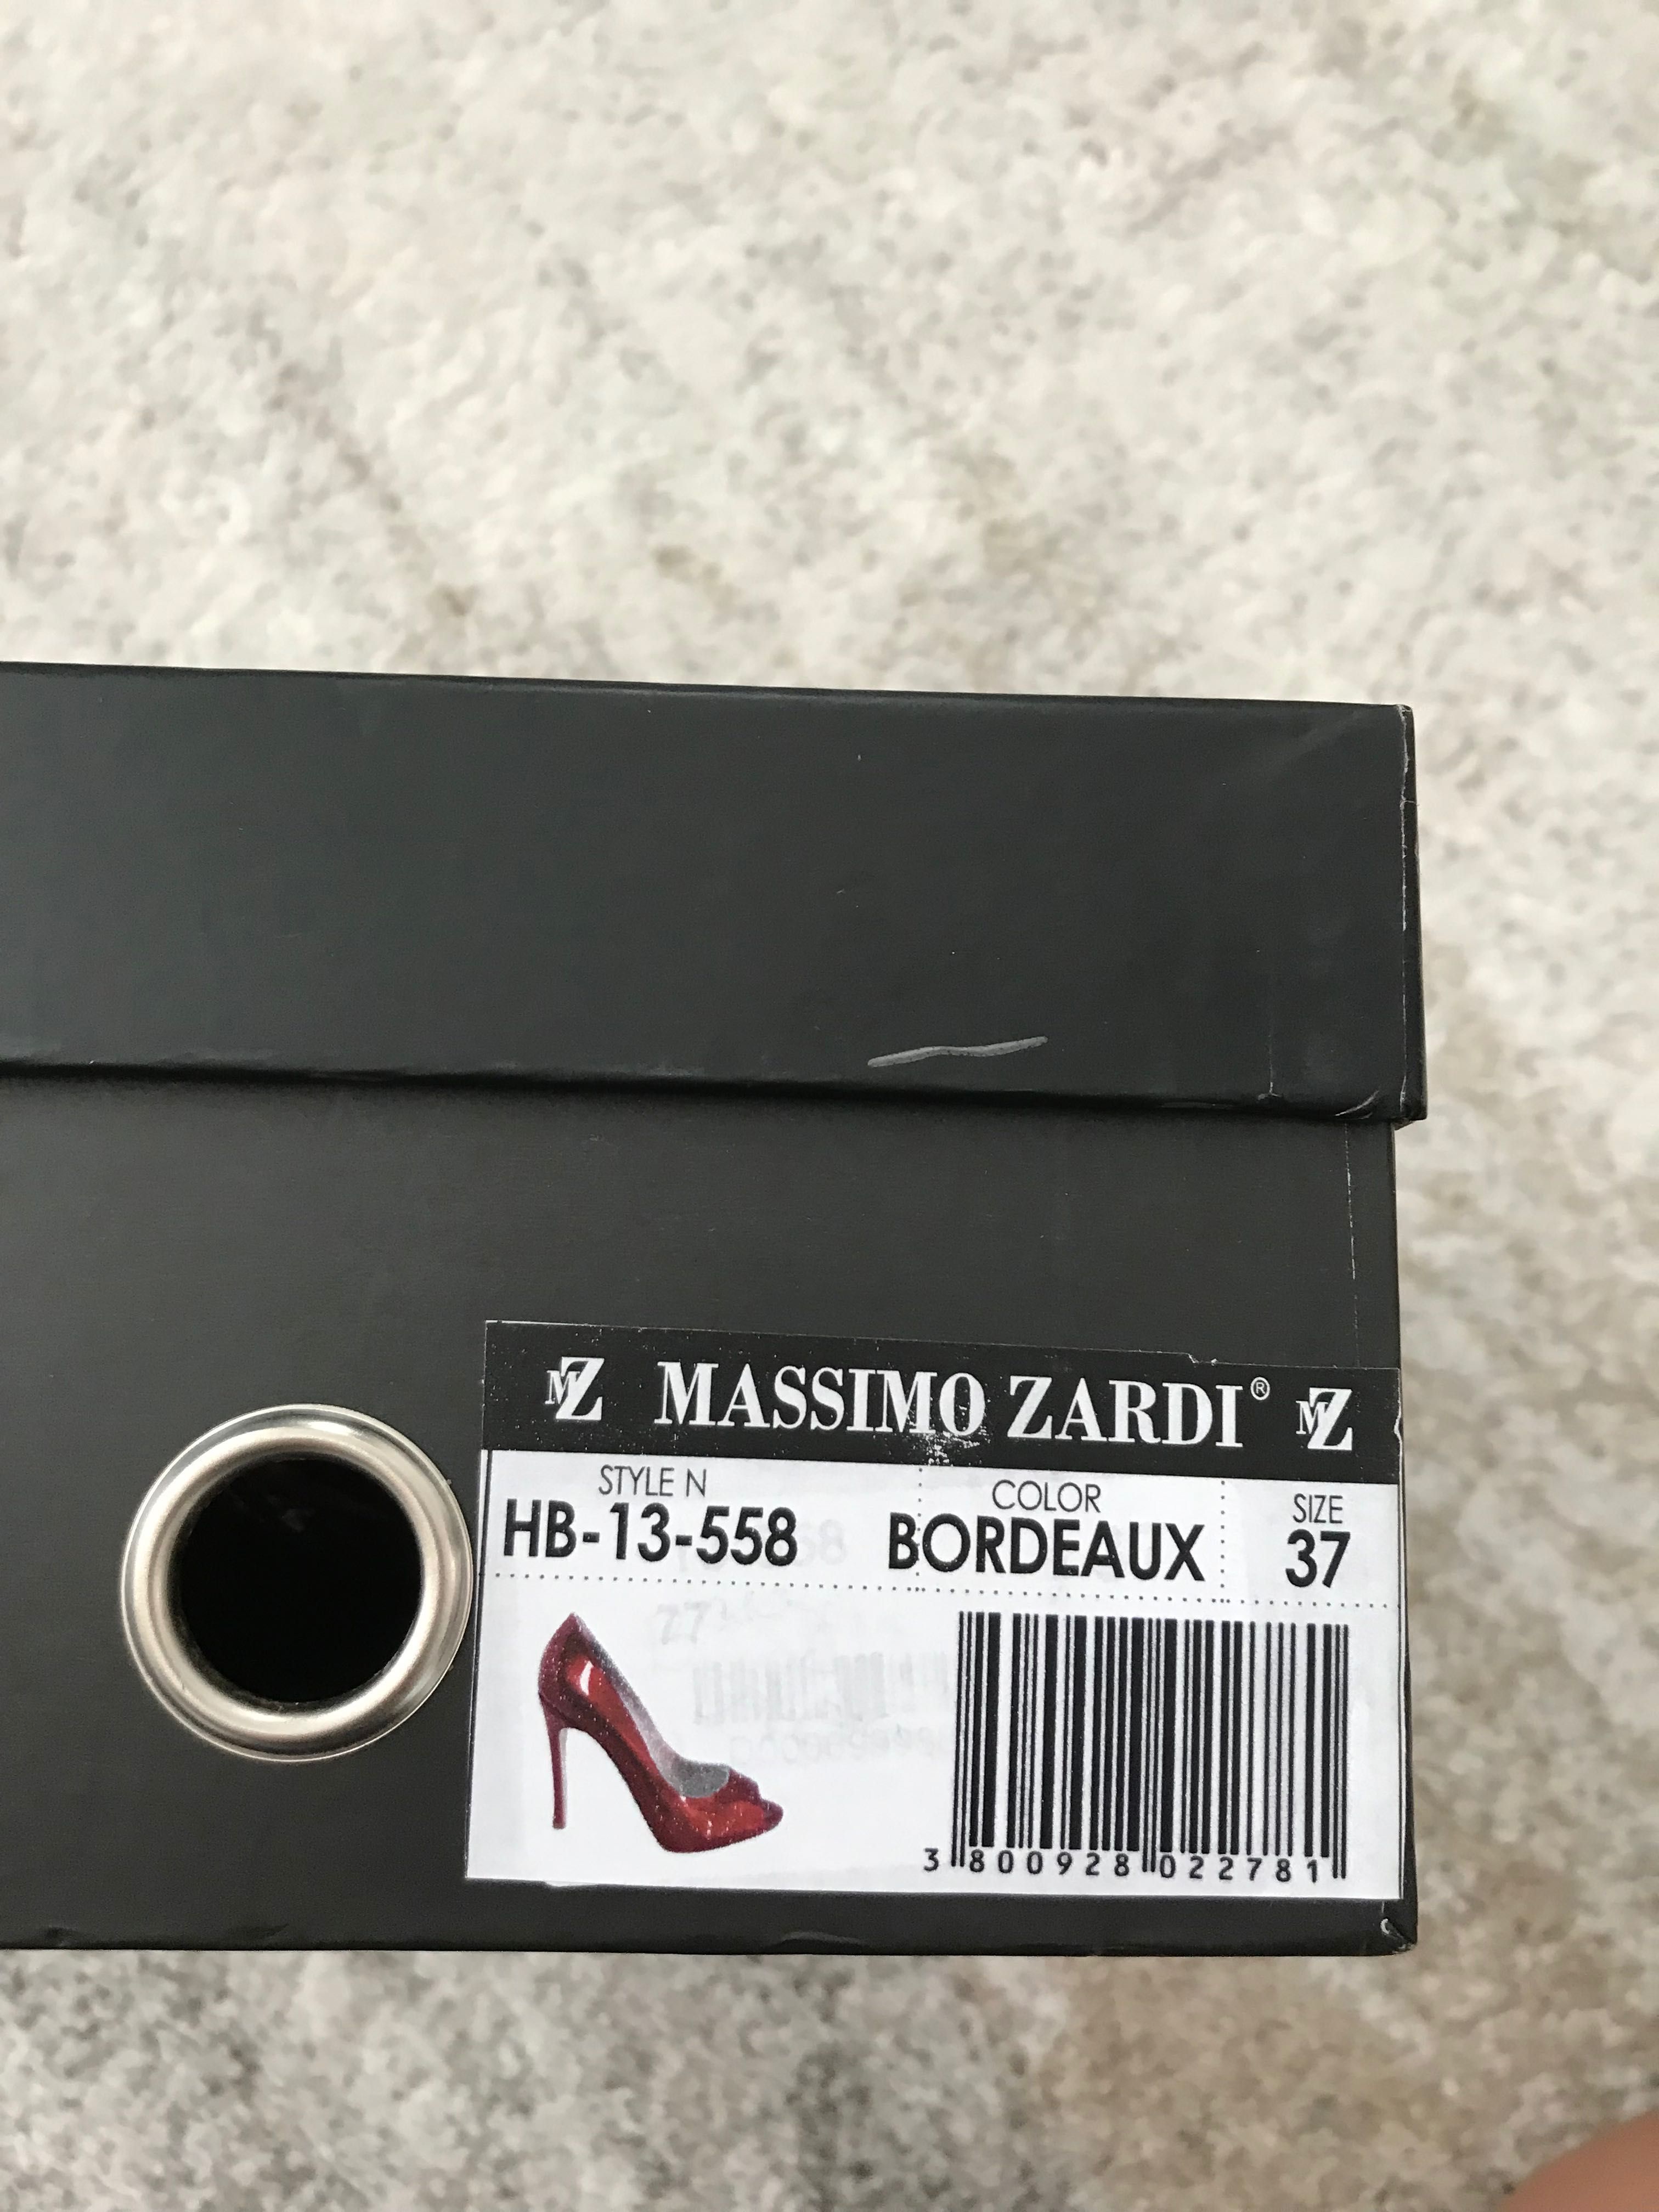 MZ MASSIMO ZARDI® MZ
STYLE N COLOR SIZE
HB-13-558 BORDEAUX 37
3 800928 022781